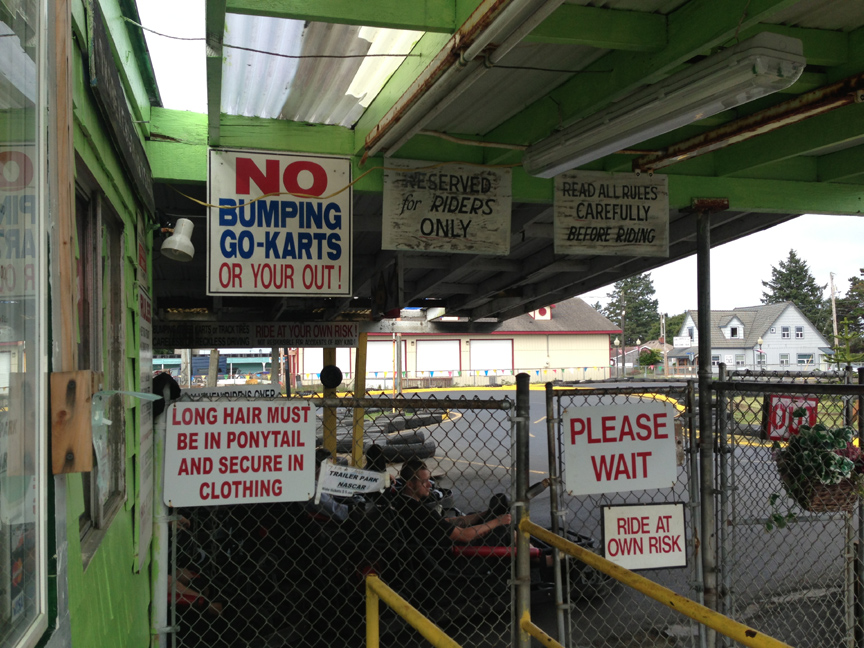 NO
BUMPING
GO-KARTS
OR YOUR OUT!
RESERVED
for RIDERS
ONLY
READ ALL RULES
CAREFULLY
BEFORE RIDING
RIDE AT YOUR OWN RISK!
LONG HAIR MUST
BE IN PONYTAIL
AND SECURE IN
CLOTHING
TRAILER PARK
NASCAR
PLEASE
WAIT
RIDE AT
OWN RISK